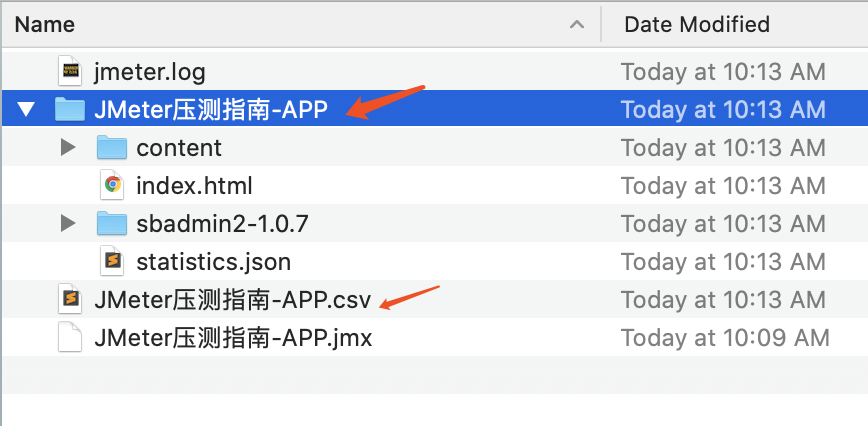 Name Date Modified
jmeter.log Today at 10:13 AM
JMeter压测指南-APP Today at 10:13 AM
content Today at 10:13 AM
index.html Today at 10:13 AM
sbadmin2-1.0.7 Today at 10:13 AM
statistics.json Today at 10:13 AM
JMeter压测指南-APP.csv Today at 10:13 AM
JMeter压测指南-APP.jmx Today at 10:09 AM